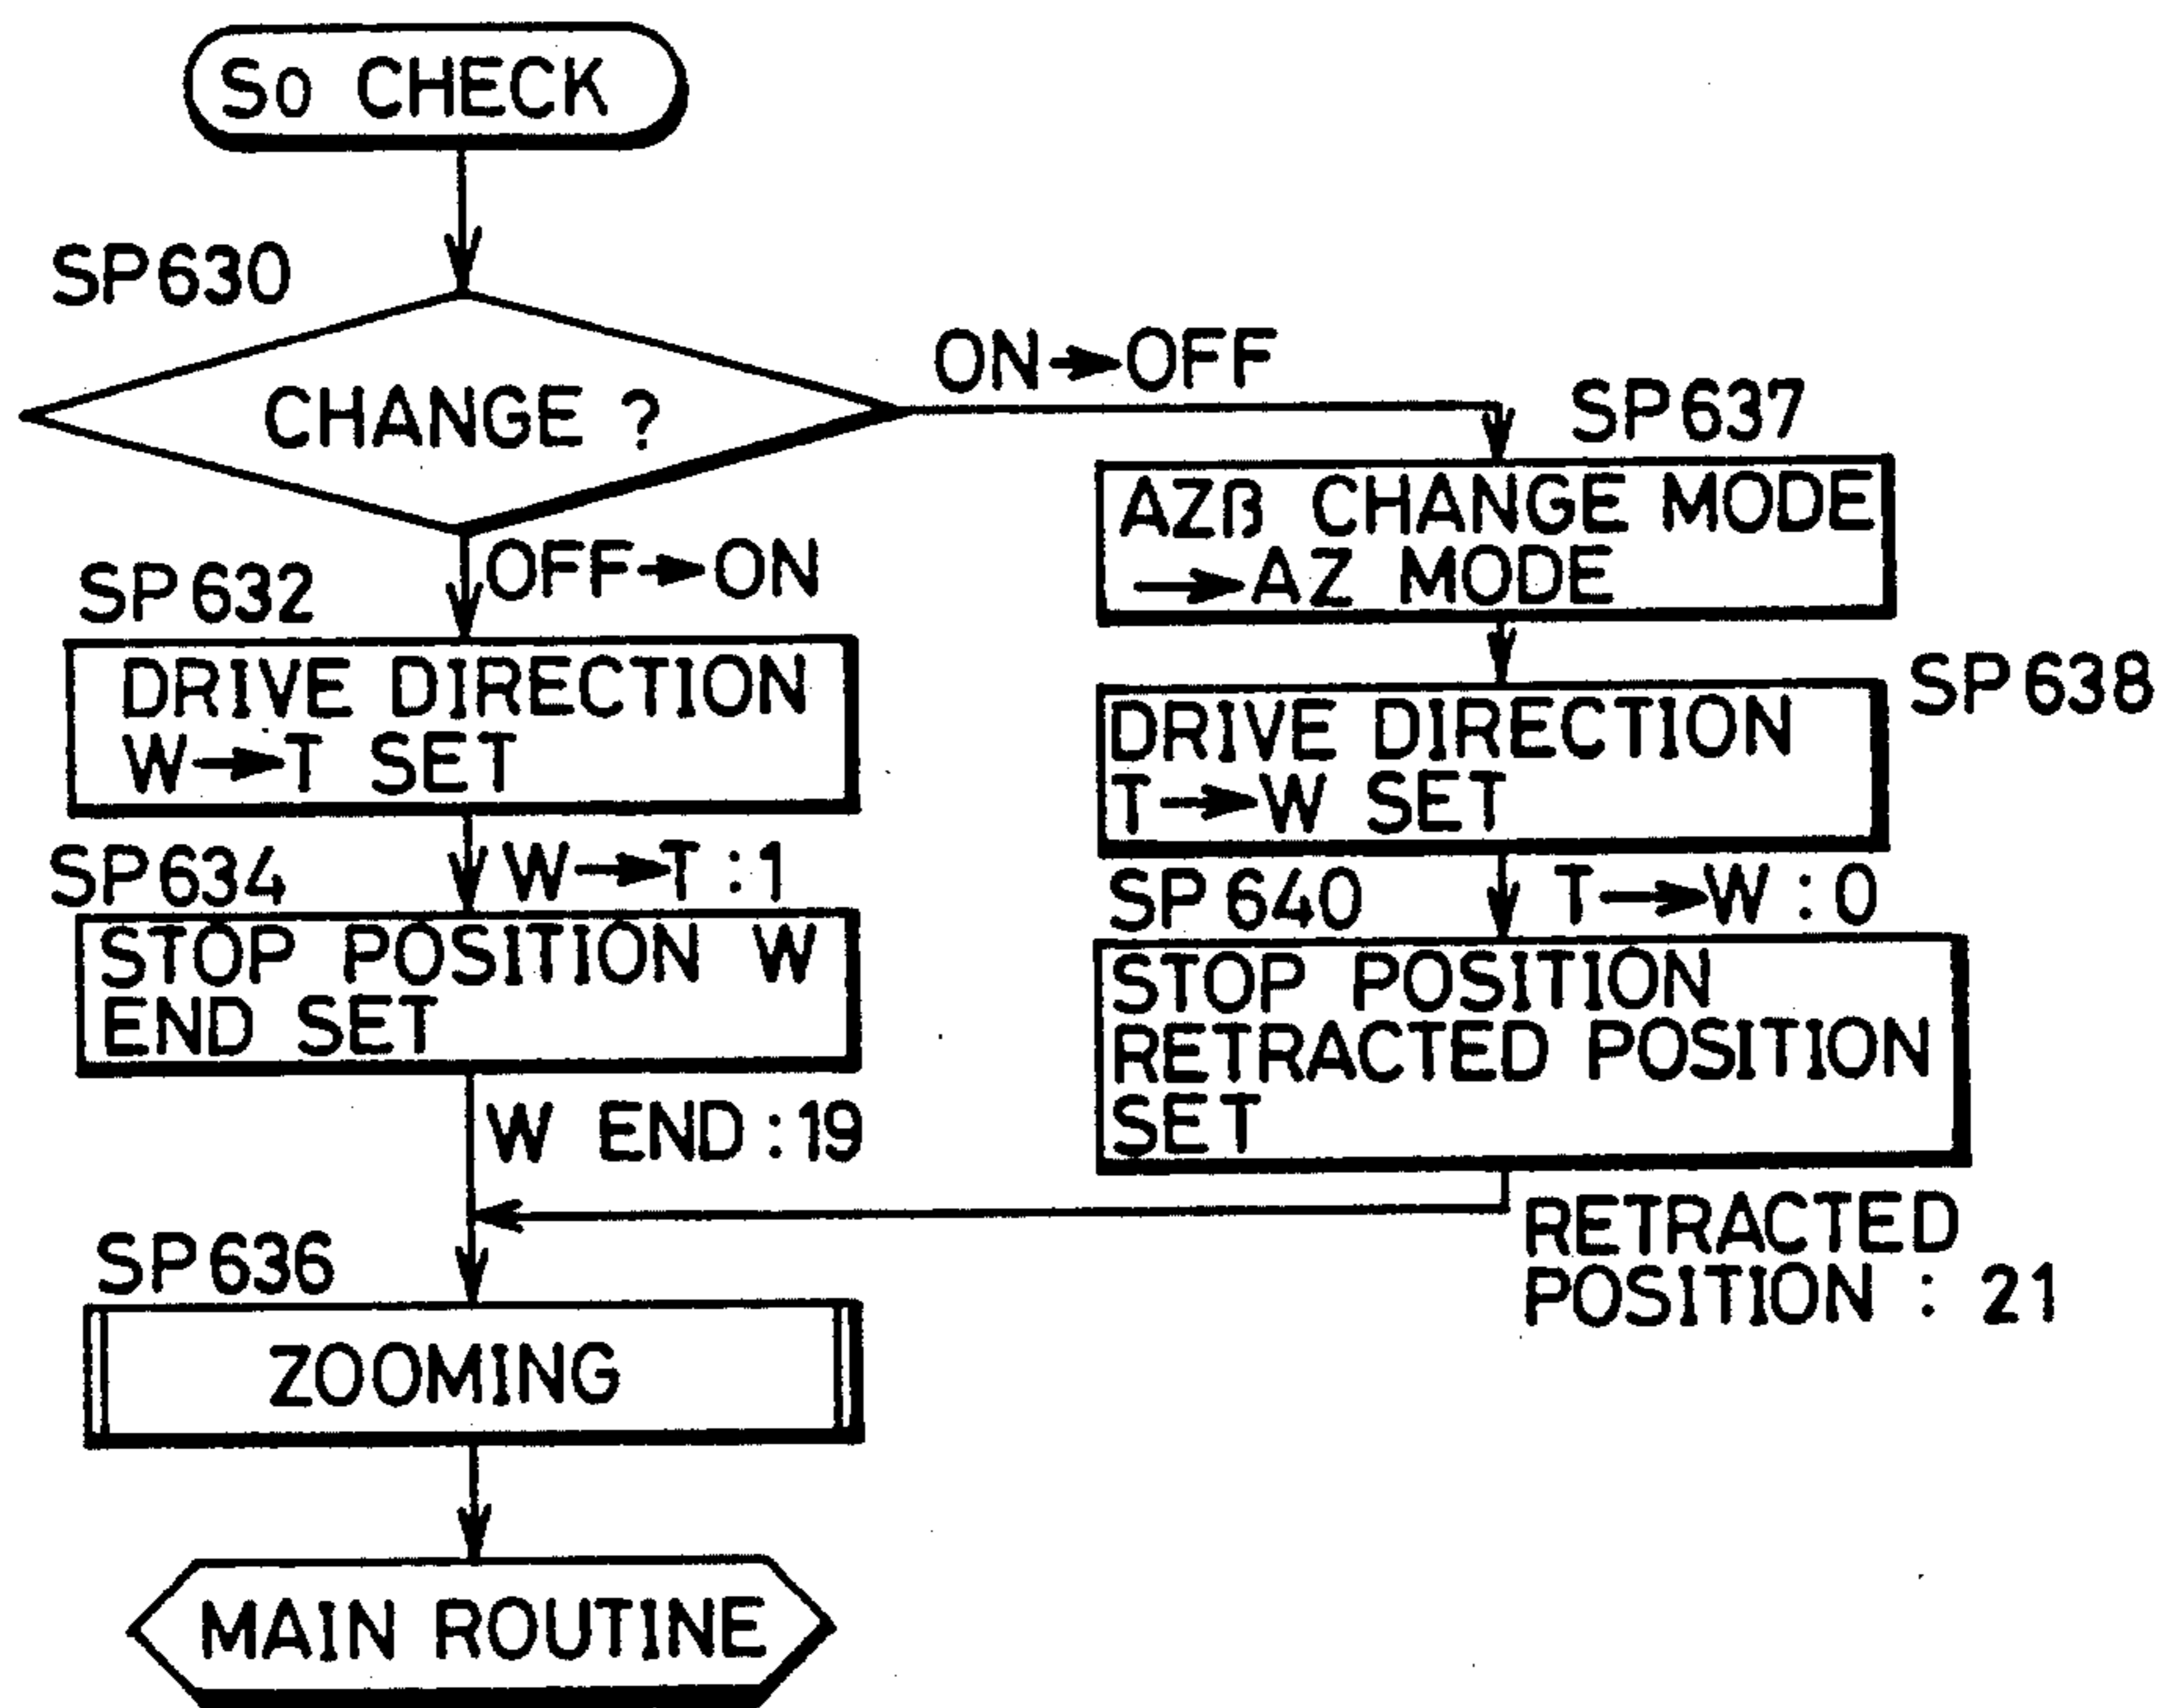 So CHECK
SP630
CHANGE ?
ON→OFF
OFF→ON
SP632
DRIVE DIRECTION
W→T SET
SP634
W→T :1
STOP POSITION W
END SET
W END :19
SP637
AZβ CHANGE MODE
→AZ MODE
SP638
DRIVE DIRECTION
T→W SET
SP640
T→W :0
STOP POSITION
RETRACTED POSITION
SET
RETRACTED
POSITION : 21
SP636
ZOOMING
MAIN ROUTINE